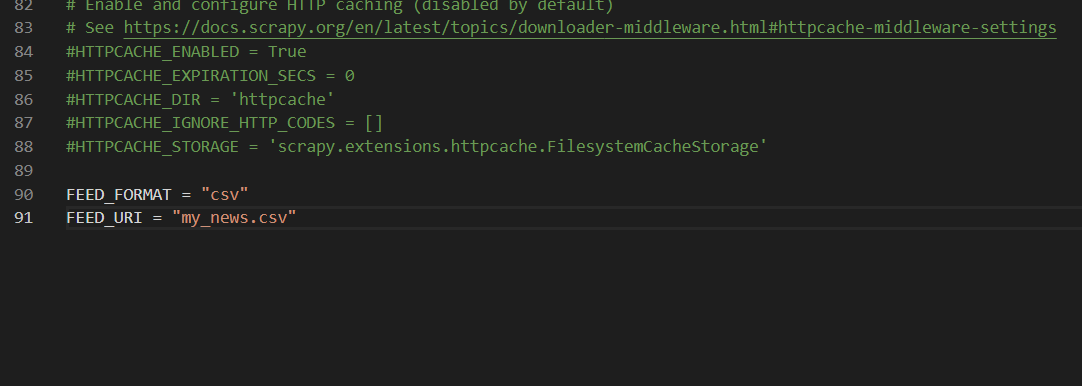 82 # Enable and configure HTTP caching (disabled by default)
83 # See https://docs.scrapy.org/en/latest/topics/downloader-middleware.html#httpcache-middleware-settings
84 #HTTPCACHE_ENABLED = True
85 #HTTPCACHE_EXPIRATION_SECS = 0
86 #HTTPCACHE_DIR = 'httpcache'
87 #HTTPCACHE_IGNORE_HTTP_CODES = []
88 #HTTPCACHE_STORAGE = 'scrapy.extensions.httpcache.FilesystemCacheStorage'
89
90 FEED_FORMAT = "csv"
91 FEED_URI = "my_news.csv"